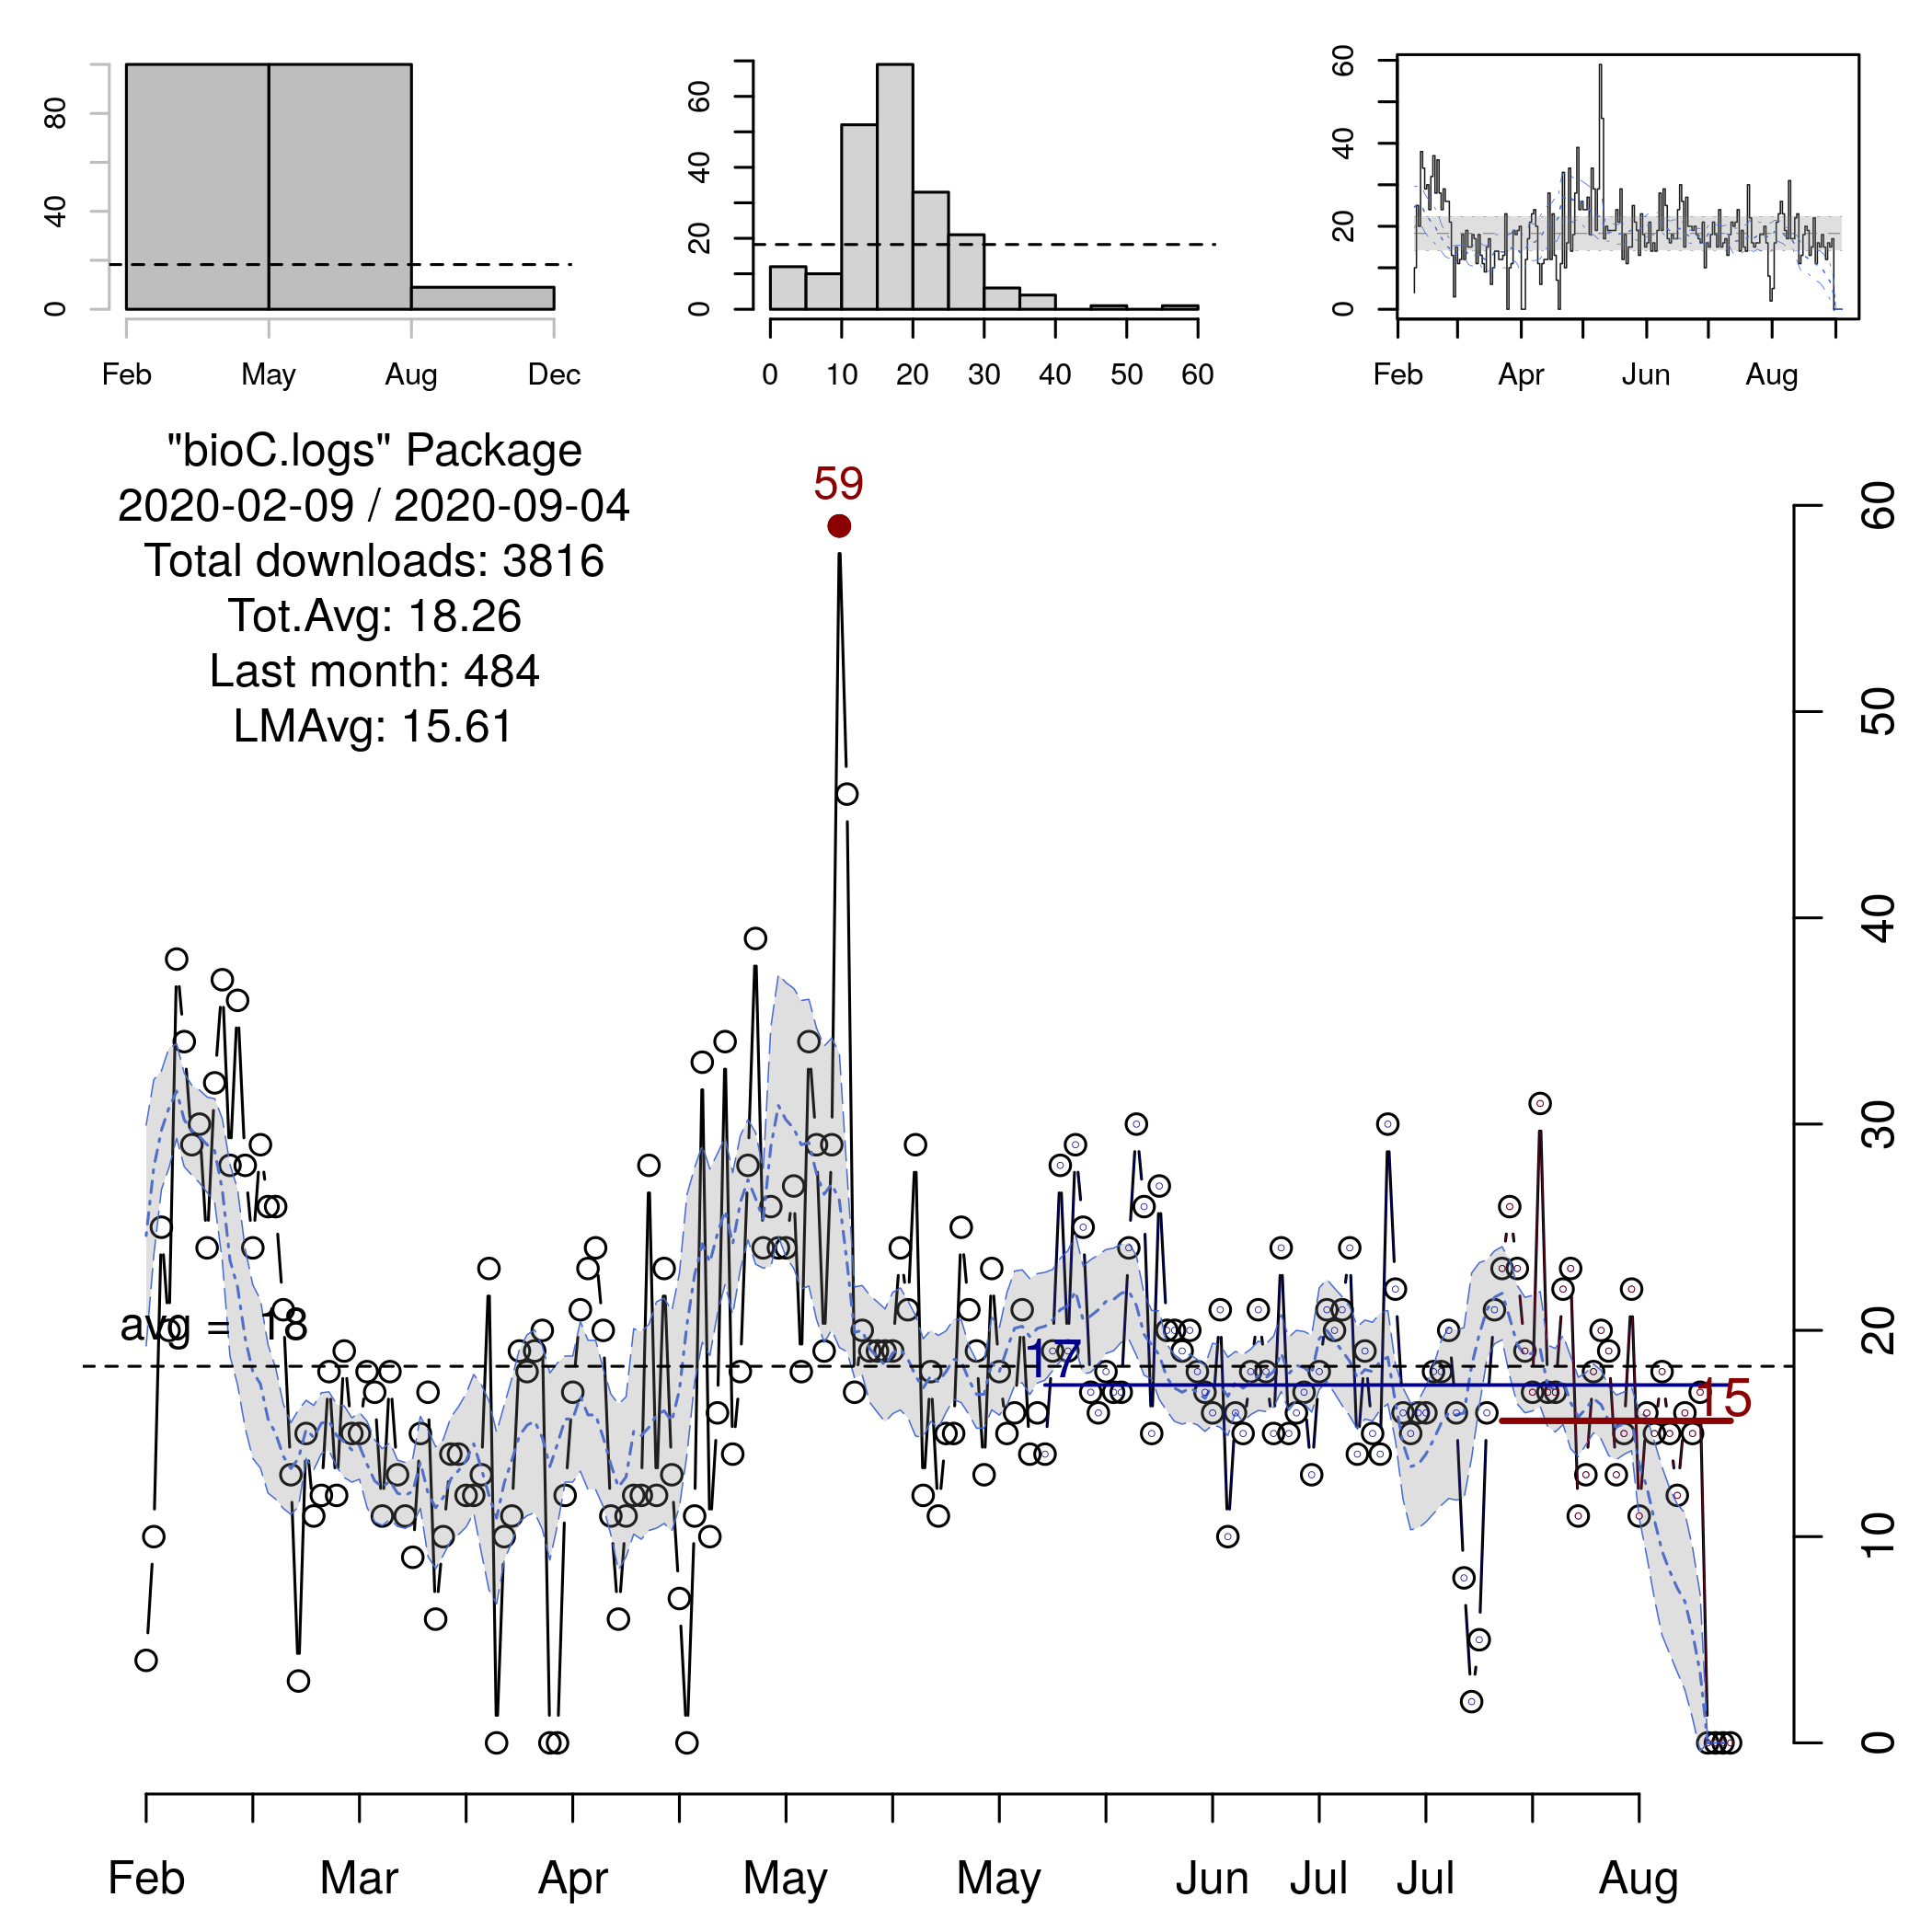 80
40
0
Feb May Aug Dec
60
40
20
0
0 10 20 30 40 50 60
60
40
20
0
Feb Apr Jun Aug
"bioC.logs" Package
2020-02-09 / 2020-09-04
Total downloads: 3816
Tot.Avg: 18.26
Last month: 484
LMAvg: 15.61
59
avg = 18
17
15
60
50
40
30
20
10
0
Feb Mar Apr May May Jun Jul Jul Aug